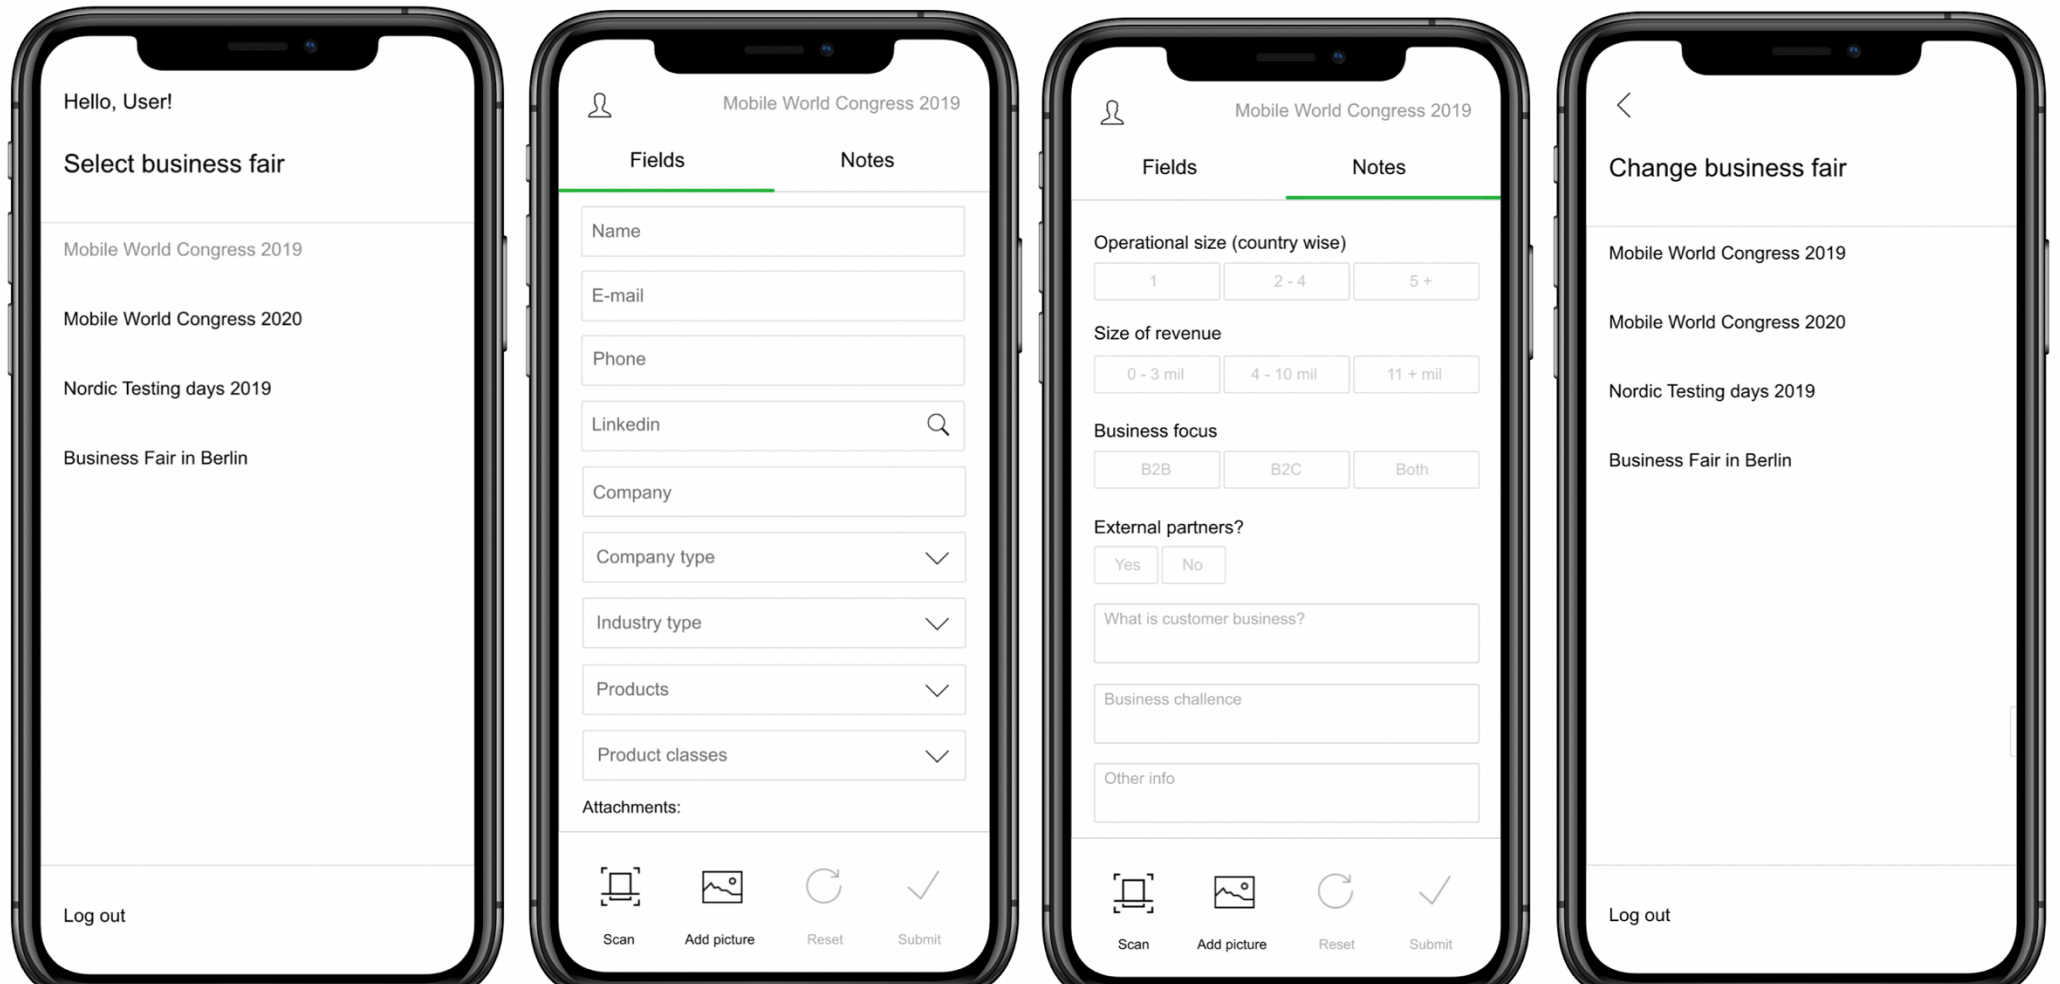 Hello, User!
Select business fair
Mobile World Congress 2019
Mobile World Congress 2020
Nordic Testing days 2019
Business Fair in Berlin
Log out
Mobile World Congress 2019
Fields Notes
Name
E-mail
Phone
Linkedin
Company
Company type
Industry type
Products
Product classes
Attachments:
Scan Add picture Reset Submit
Mobile World Congress 2019
Fields Notes
Operational size (country wise)
1 2 - 4 5 +
Size of revenue
0 - 3 mil 4 - 10 mil 11 + mil
Business focus
B2B B2C Both
External partners?
Yes No
What is customer business?
Business challence
Other info
Scan Add picture Reset Submit
Change business fair
Mobile World Congress 2019
Mobile World Congress 2020
Nordic Testing days 2019
Business Fair in Berlin
Log out